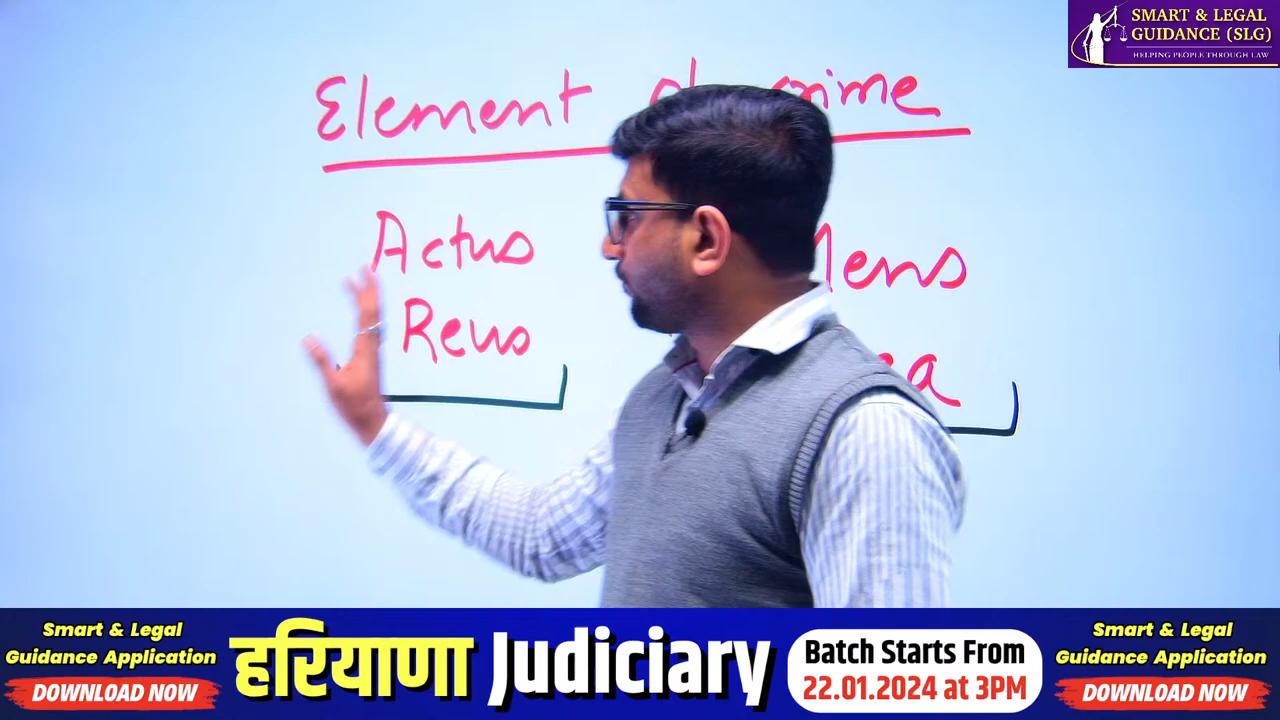 SMART & LEGAL
GUIDANCE (SLG)
HELPING PEOPLE THROUGH LAW
Element
Actus
Reus
Smart & Legal
Guidance Application
DOWNLOAD NOW
हरियाणा Judiciary
Batch Starts From
22.01.2024 at 3PM
Smart & Legal
Guidance Application
DOWNLOAD NOW